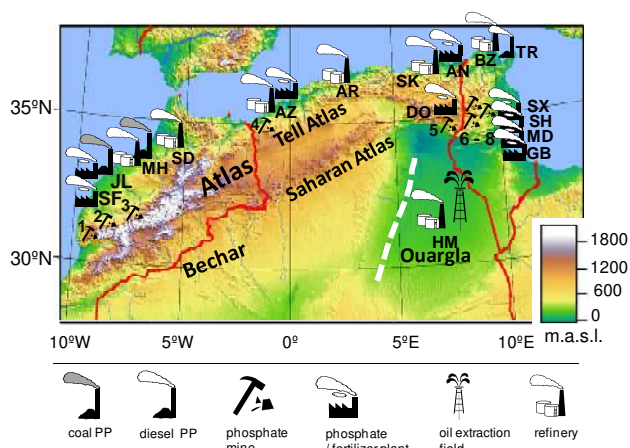 BZ
TR
AN
SK
AR
AZ
DO
35ºN
4
Tell Atlas
5
6 - 8
SX
SH
MD
GB
SD
MH
JL
Atlas
Saharan Atlas
SF
3
2
1
HM
Ouargla
30ºN
Bechar
1800
1200
600
0
m.a.s.l.
10ºW
5ºW
0º
5ºE
10ºE
coal PP
diesel PP
phosphate
mine
phosphate
/ fertilizer plant
oil extraction
field
refinery